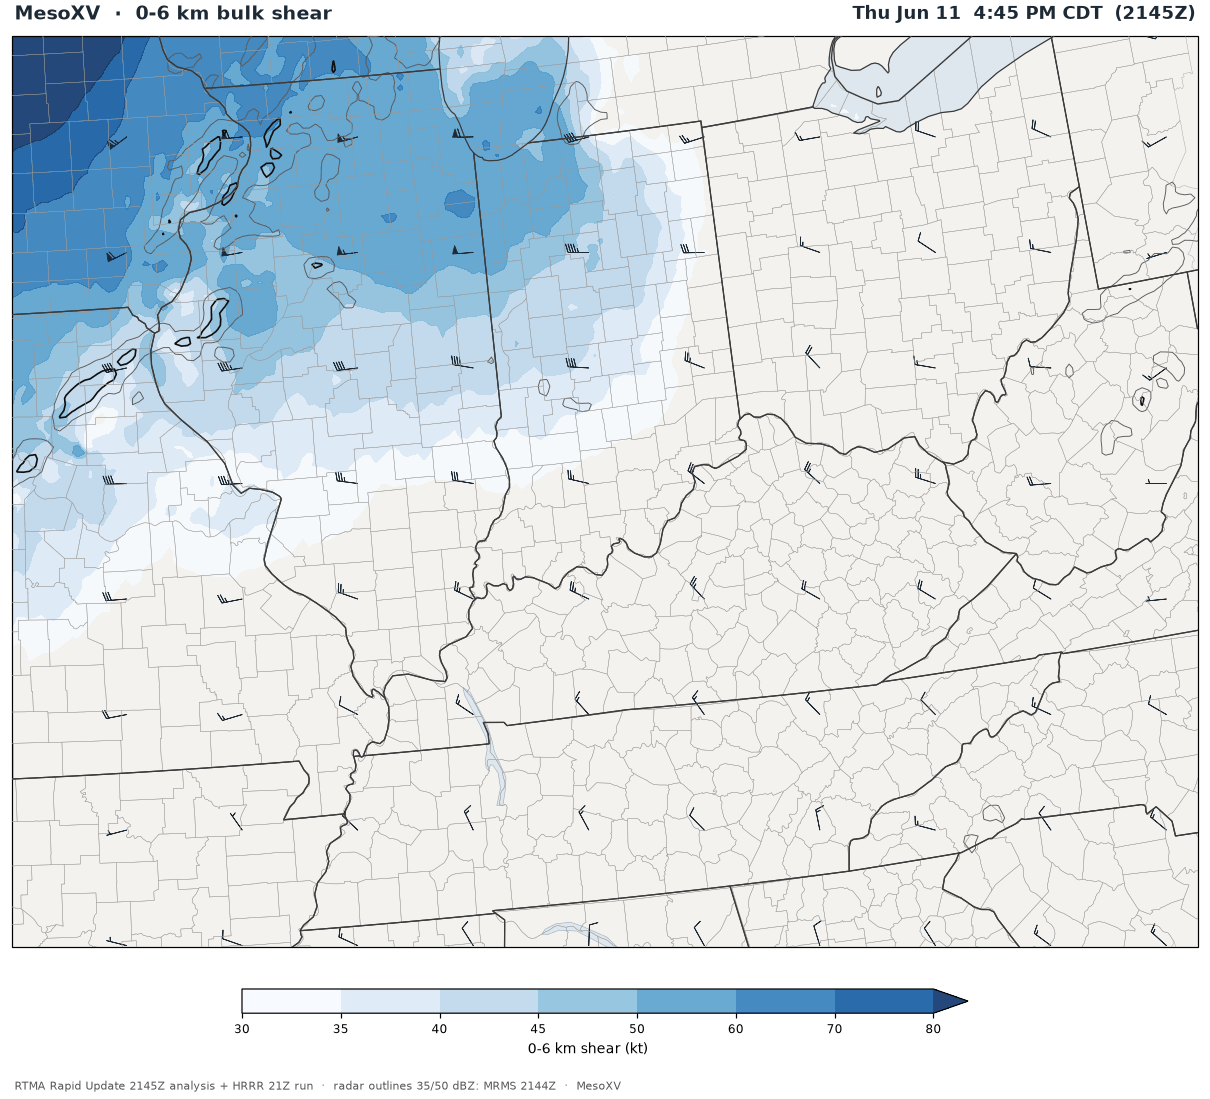 MesoXV · 0-6 km bulk shear
Thu Jun 11 4:45 PM CDT (2145Z)
30 35 40 45 50 60 70 80
0-6 km shear (kt)
RTMA Rapid Update 2145Z analysis + HRRR 21Z run · radar outlines 35/50 dBZ: MRMS 2144Z · MesoXV